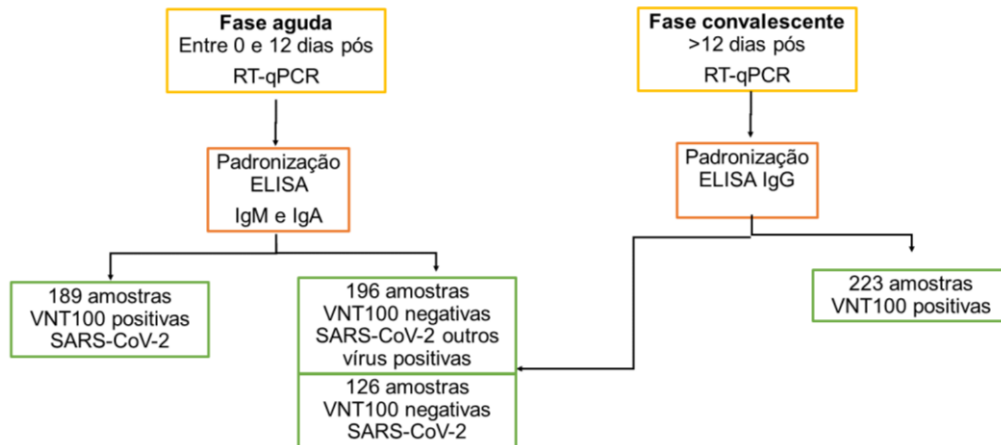 Fase aguda
Entre 0 e 12 dias pós
RT-qPCR
Fase convalescente
>12 dias pós
RT-qPCR
Padronização
ELISA
IgM e IgA
Padronização
ELISA IgG
189 amostras
VNT100 positivas
SARS-CoV-2
196 amostras
VNT100 negativas
SARS-CoV-2 outros
vírus positivas
126 amostras
VNT100 negativas
SARS-CoV-2
223 amostras
VNT100 positivas